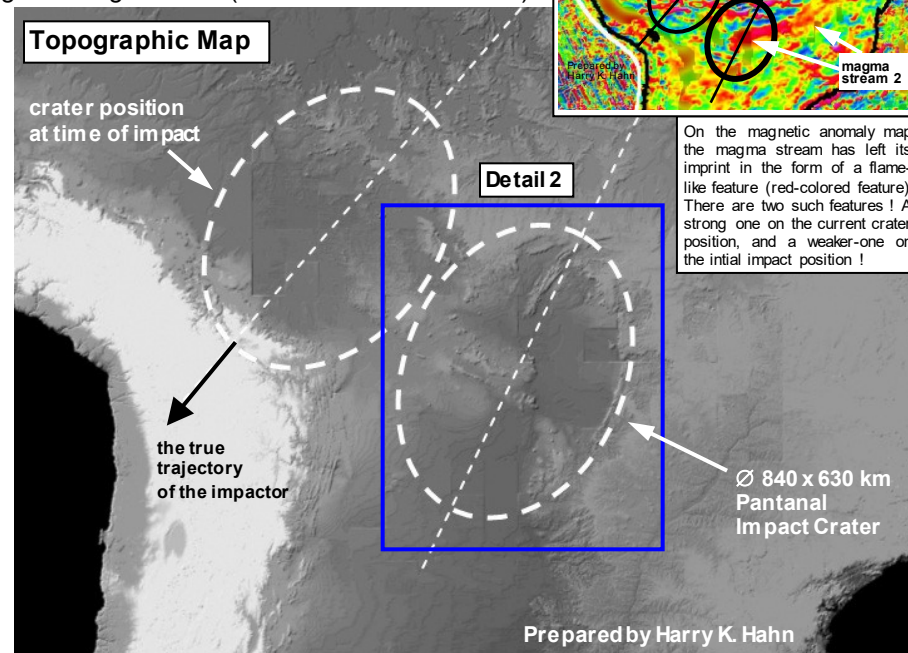 Topographic Map
crater position
at time of impact
Prepared by
Harry K. Hahn
magma
stream 2
On the magnetic anomaly map
the magma stream has left its
imprint in the form of a flame-
like feature (red-colored feature)
There are two such features ! A
strong one on the current crater
position, and a weaker-one on
the intial impact position !
Detail 2
the true
trajectory
of the impactor
Ø 840 x 630 km
Pantanal
Impact Crater
Prepared by Harry K. Hahn